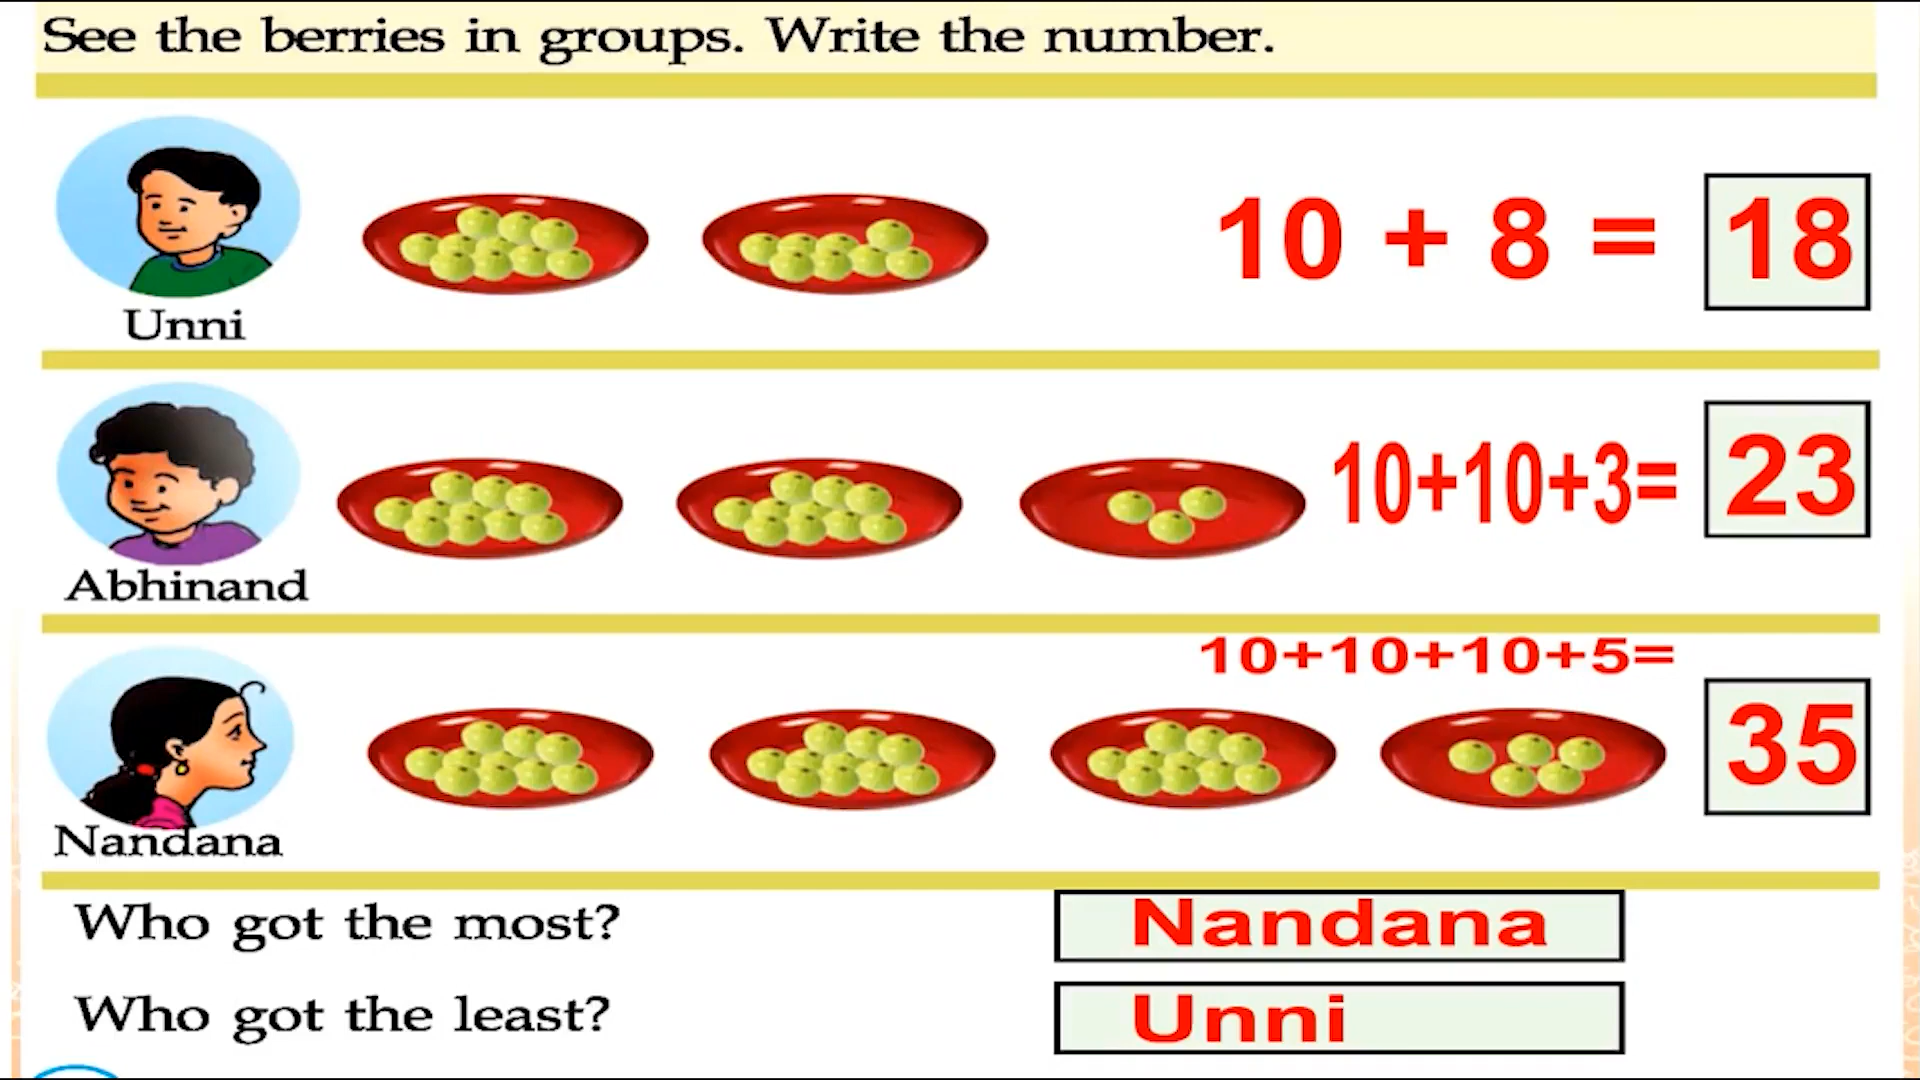 See the berries in groups. Write the number.
10 + 8 = 18
Unni
10+10+3= 23
Abhinand
10+10+10+5=
35
Nandana
Who got the most? Nandana
Who got the least? Unni